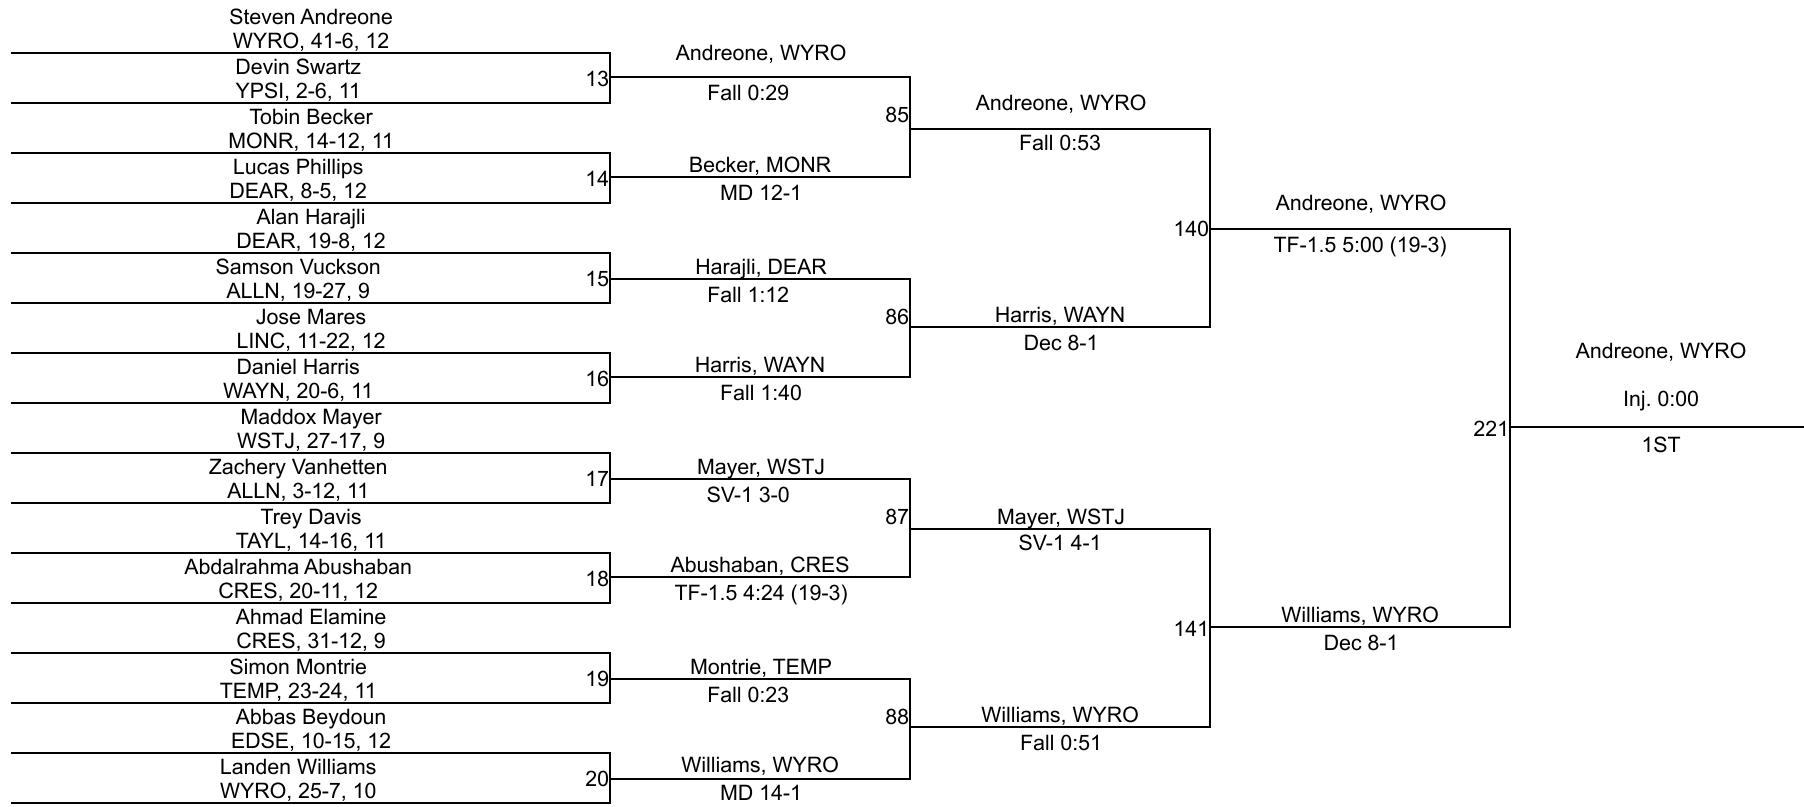 Steven Andreone
WYRO, 41-6, 12
Devin Swartz
YPSI, 2-6, 11
Tobin Becker
MONR, 14-12, 11
Lucas Phillips
DEAR, 8-5, 12
Alan Harajli
DEAR, 19-8, 12
Samson Vuckson
ALLN, 19-27, 9
Jose Mares
LINC, 11-22, 12
Daniel Harris
WAYN, 20-6, 11
Maddox Mayer
WSTJ, 27-17, 9
Zachery Vanhetten
ALLN, 3-12, 11
Trey Davis
TAYL, 14-16, 11
Abdalrahma Abushaban
CRES, 20-11, 12
Ahmad Elamine
CRES, 31-12, 9
Simon Montrie
TEMP, 23-24, 11
Abbas Beydoun
EDSE, 10-15, 12
Landen Williams
WYRO, 25-7, 10
13
Andreone, WYRO
Fall 0:29
14
Becker, MONR
MD 12-1
15
Harajli, DEAR
Fall 1:12
16
Harris, WAYN
Fall 1:40
17
Mayer, WSTJ
SV-1 3-0
18
Abushaban, CRES
TF-1.5 4:24 (19-3)
19
Montrie, TEMP
Fall 0:23
20
Williams, WYRO
MD 14-1
85
Andreone, WYRO
Fall 0:53
86
Harris, WAYN
Dec 8-1
87
Mayer, WSTJ
SV-1 4-1
88
Williams, WYRO
Fall 0:51
140
Andreone, WYRO
TF-1.5 5:00 (19-3)
141
Williams, WYRO
Dec 8-1
221
Andreone, WYRO
Inj. 0:00
1ST